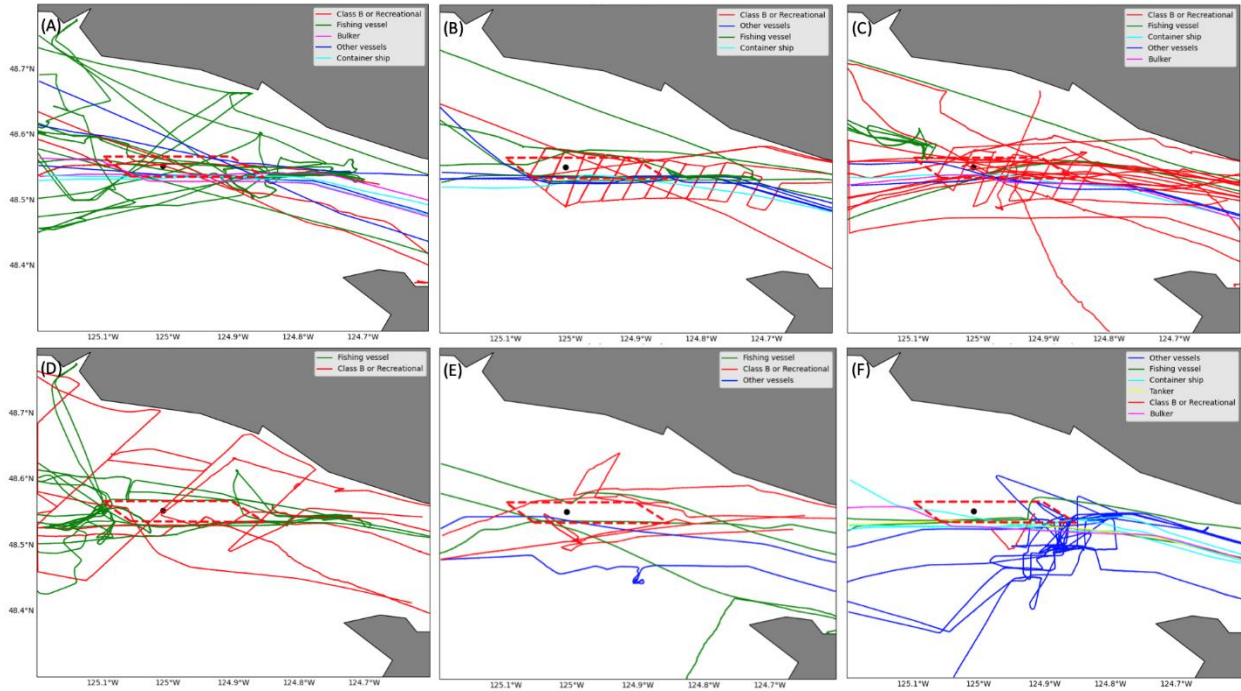 (A)
Class B or Recreational
Fishing vessel
Bulker
Other vessels
Container ship
48.7°N
48.6°N
48.5°N
48.4°N
125.1°W 125°W 124.9°W 124.8°W 124.7°W
(B)
Class B or Recreational
Other vessels
Fishing vessel
Container ship
125.1°W 125°W 124.9°W 124.8°W 124.7°W
(C)
Class B or Recreational
Fishing vessel
Container ship
Other vessels
Bulker
125.1°W 125°W 124.9°W 124.8°W 124.7°W
(D)
Fishing vessel
Class B or Recreational
48.7°N
48.6°N
48.5°N
48.4°N
125.1°W 125°W 124.9°W 124.8°W 124.7°W
(E)
Fishing vessel
Class B or Recreational
Other vessels
125.1°W 125°W 124.9°W 124.8°W 124.7°W
(F)
Other vessels
Fishing vessel
Container ship
Tanker
Class B or Recreational
Bulker
125.1°W 125°W 124.9°W 124.8°W 124.7°W